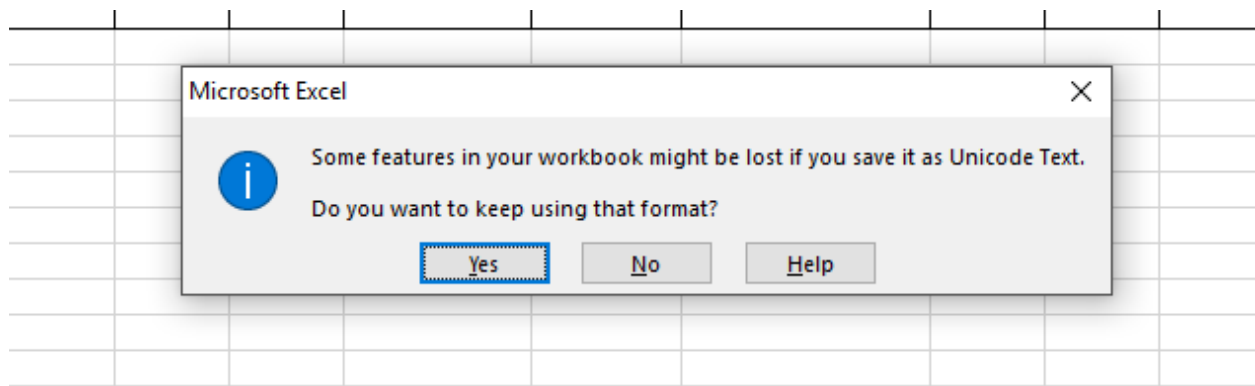 Microsoft Excel
Some features in your workbook might be lost if you save it as Unicode Text.
Do you want to keep using that format?
Yes No Help